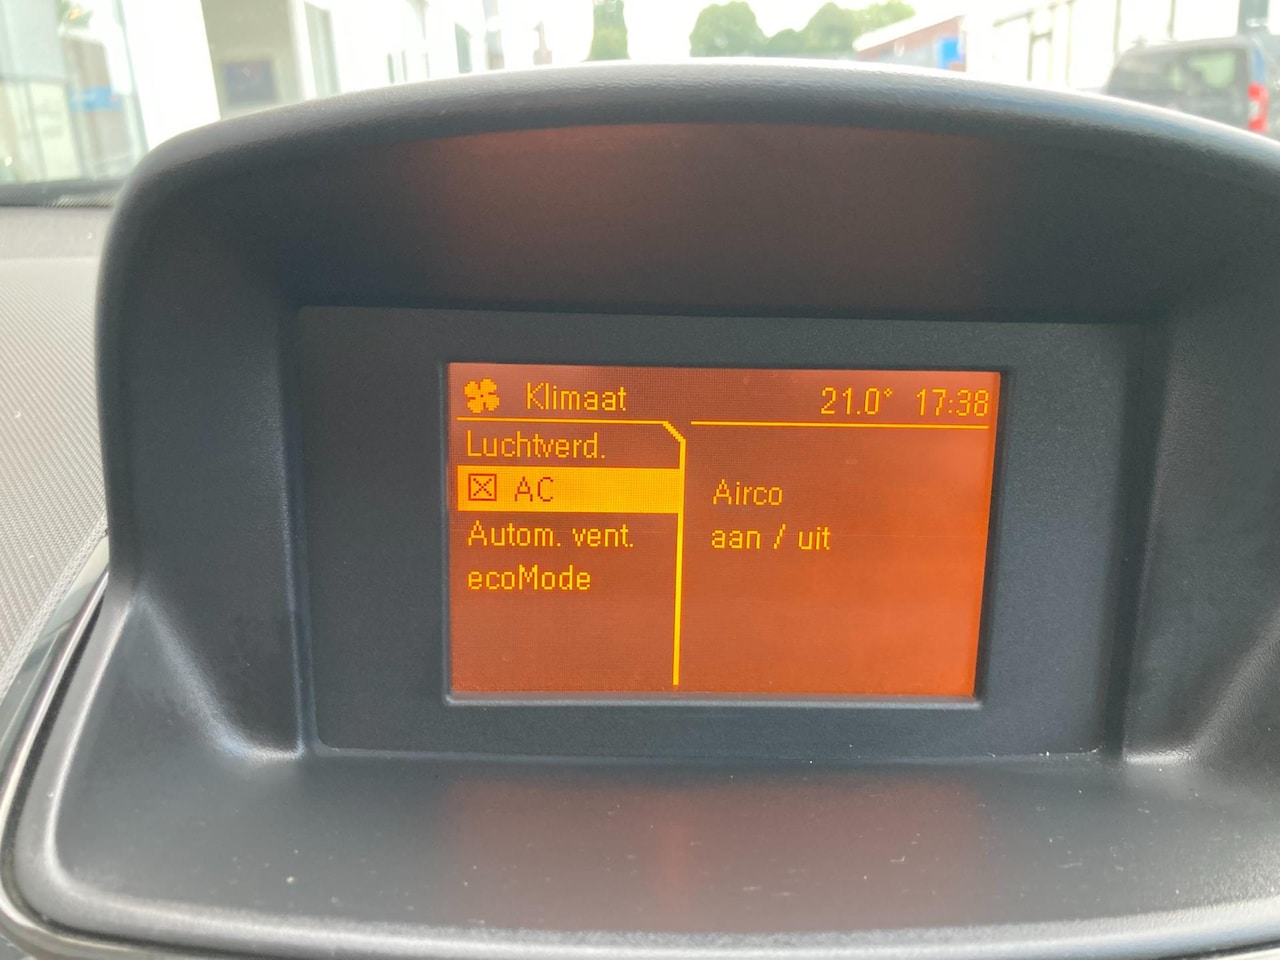 Klimaat 21.0° 17:38
Luchtverd.
AC
Autom. vent.
ecoMode
Airco
aan / uit